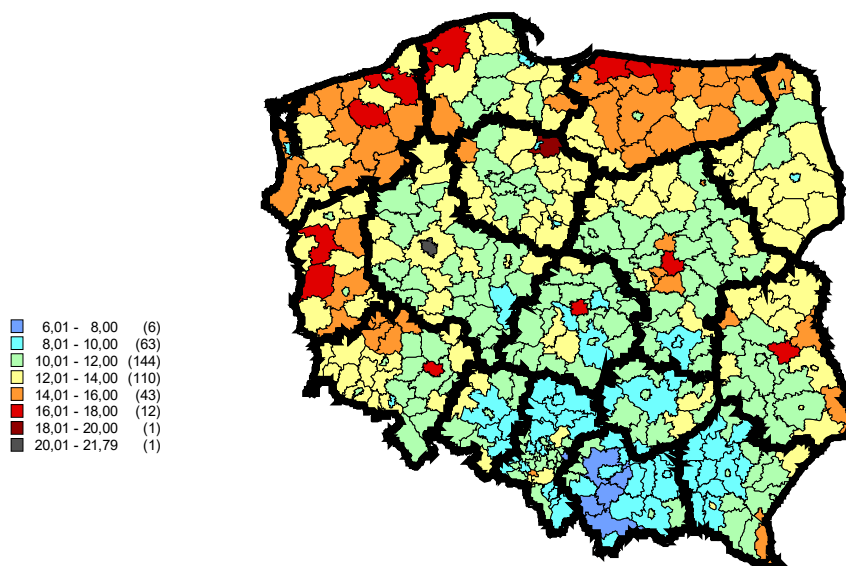 6,01 - 8,00 (6)
8,01 - 10,00 (63)
10,01 - 12,00 (144)
12,01 - 14,00 (110)
14,01 - 16,00 (43)
16,01 - 18,00 (12)
18,01 - 20,00 (1)
20,01 - 21,79 (1)